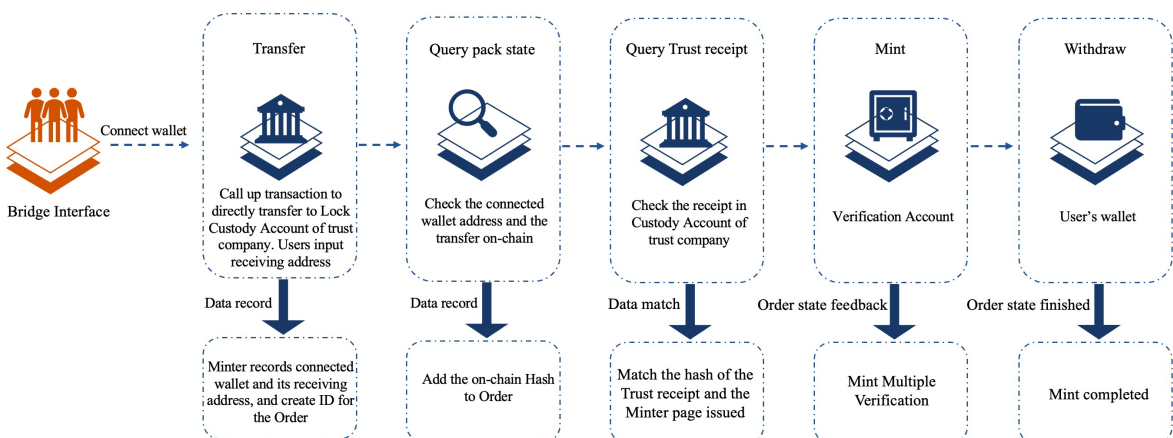 Bridge Interface
Connect wallet
Transfer
Call up transaction to
directly transfer to Lock
Custody Account of trust
company. Users input
receiving address
Data record
Minter records connected
wallet and its receiving
address, and create ID for
the Order
Query pack state
Check the connected
wallet address and the
transfer on-chain
Data record
Add the on-chain Hash
to Order
Query Trust receipt
Check the receipt in
Custody Account of
trust company
Data match
Match the hash of the
Trust receipt and the
Minter page issued
Mint
Verification Account
Order state feedback
Mint Multiple
Verification
Withdraw
User's wallet
Order state finished
Mint completed